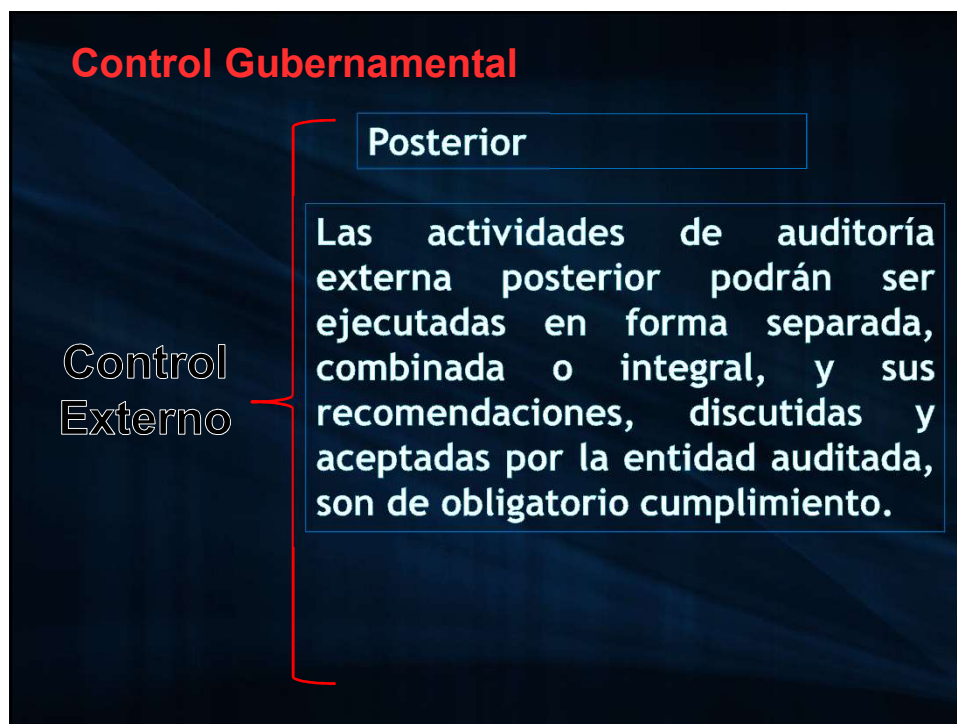 Control Gubernamental
Posterior
Las actividades de auditoría
externa posterior podrán ser
ejecutadas en forma separada,
combinada o integral, y sus
recomendaciones, discutidas y
aceptadas por la entidad auditada,
son de obligatorio cumplimiento.
Control
Externo